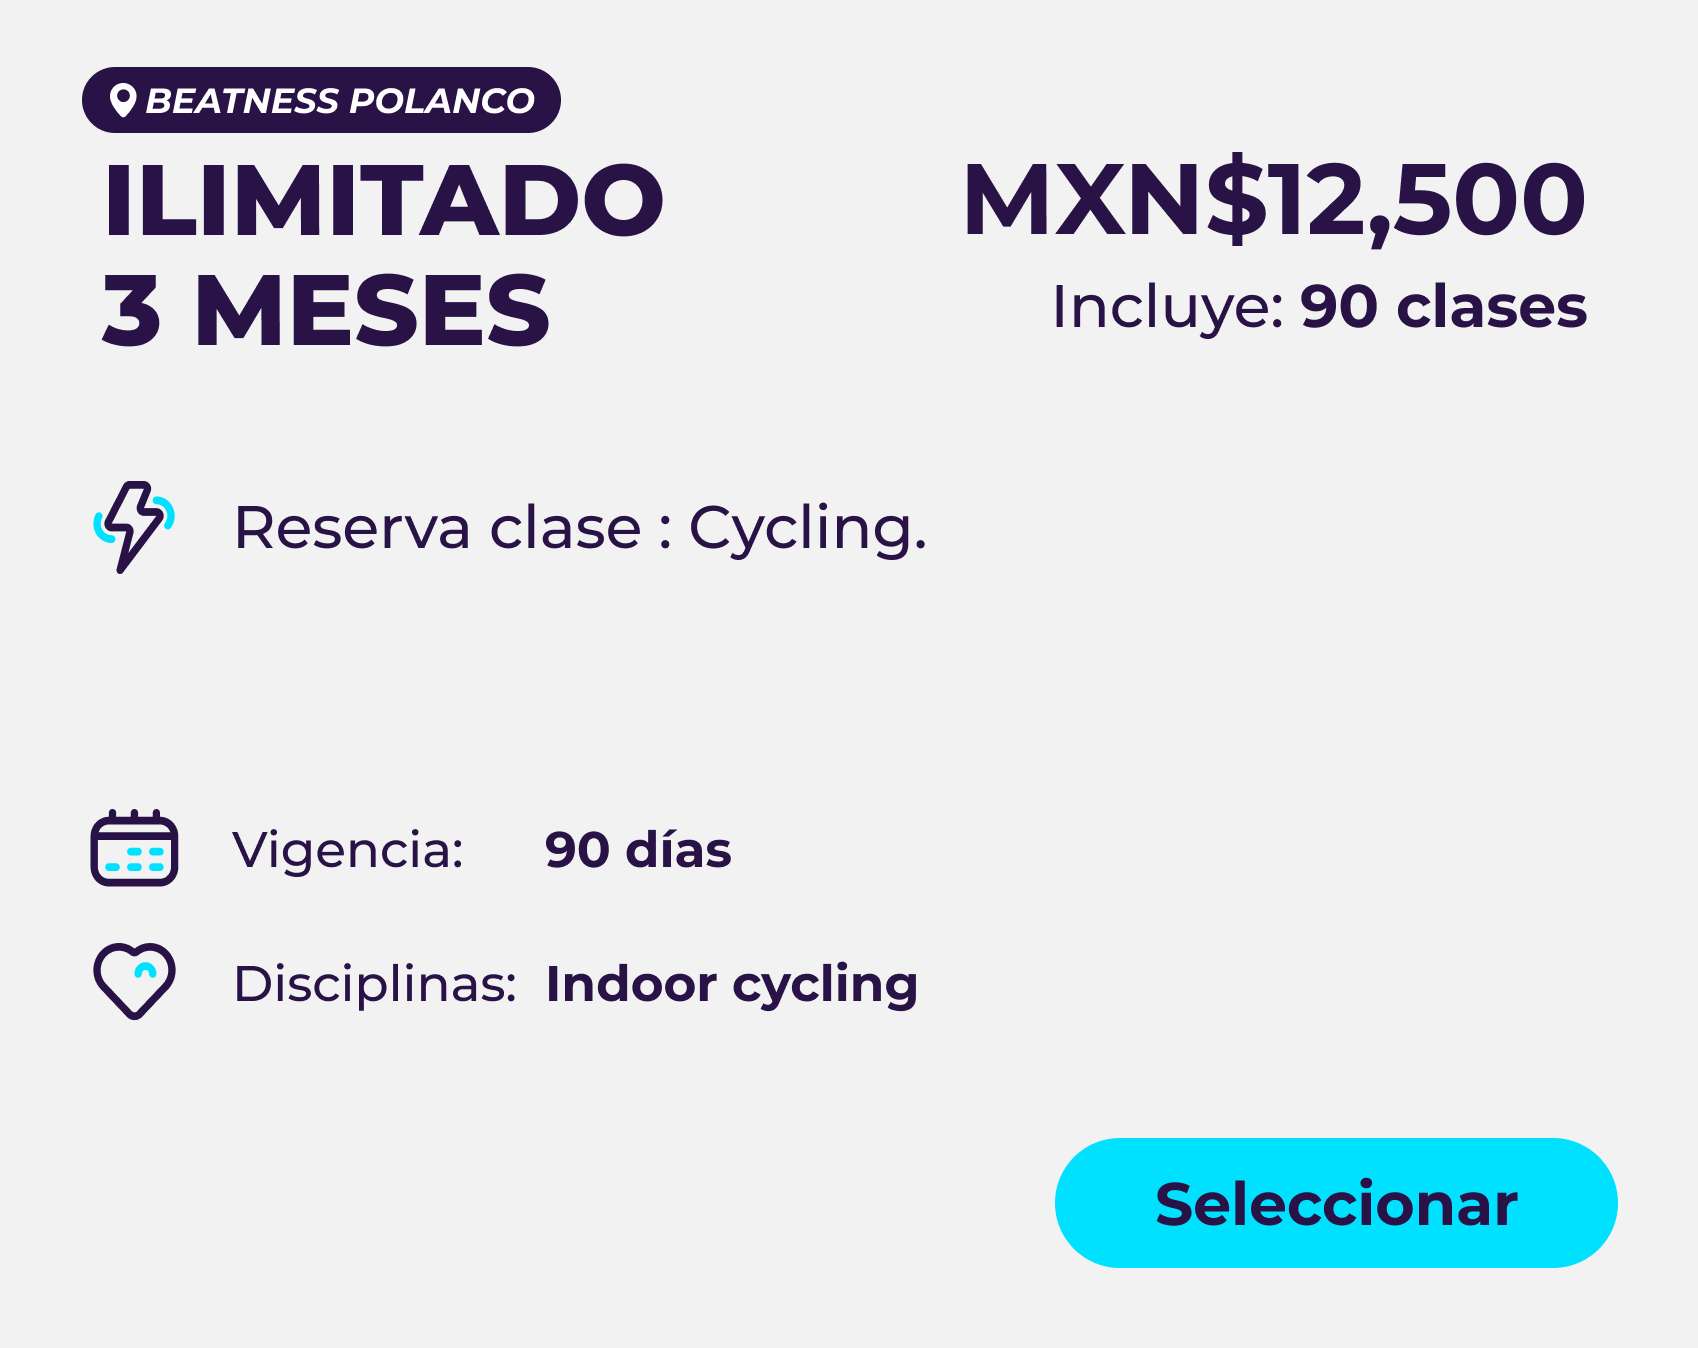 BEATNESS POLANCO
ILIMITADO
3 MESES
MXN$12,500
Incluye: 90 clases
Reserva clase : Cycling.
Vigencia: 90 días
Disciplinas: Indoor cycling
Seleccionar